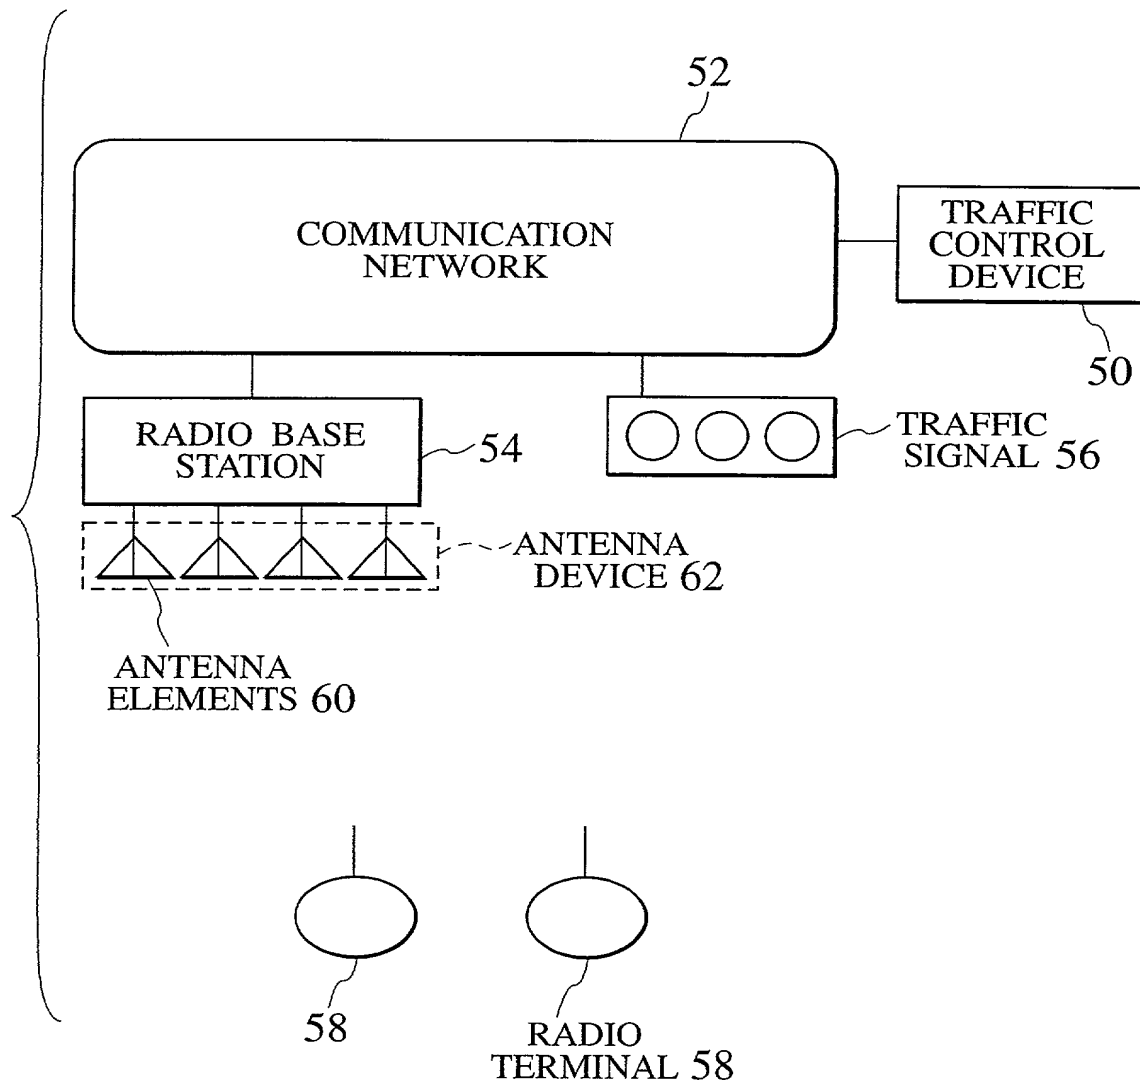 52
COMMUNICATION
NETWORK
TRAFFIC
CONTROL
DEVICE
50
RADIO BASE
STATION
54
TRAFFIC
SIGNAL 56
ANTENNA
DEVICE 62
ANTENNA
ELEMENTS 60
58
RADIO
TERMINAL 58